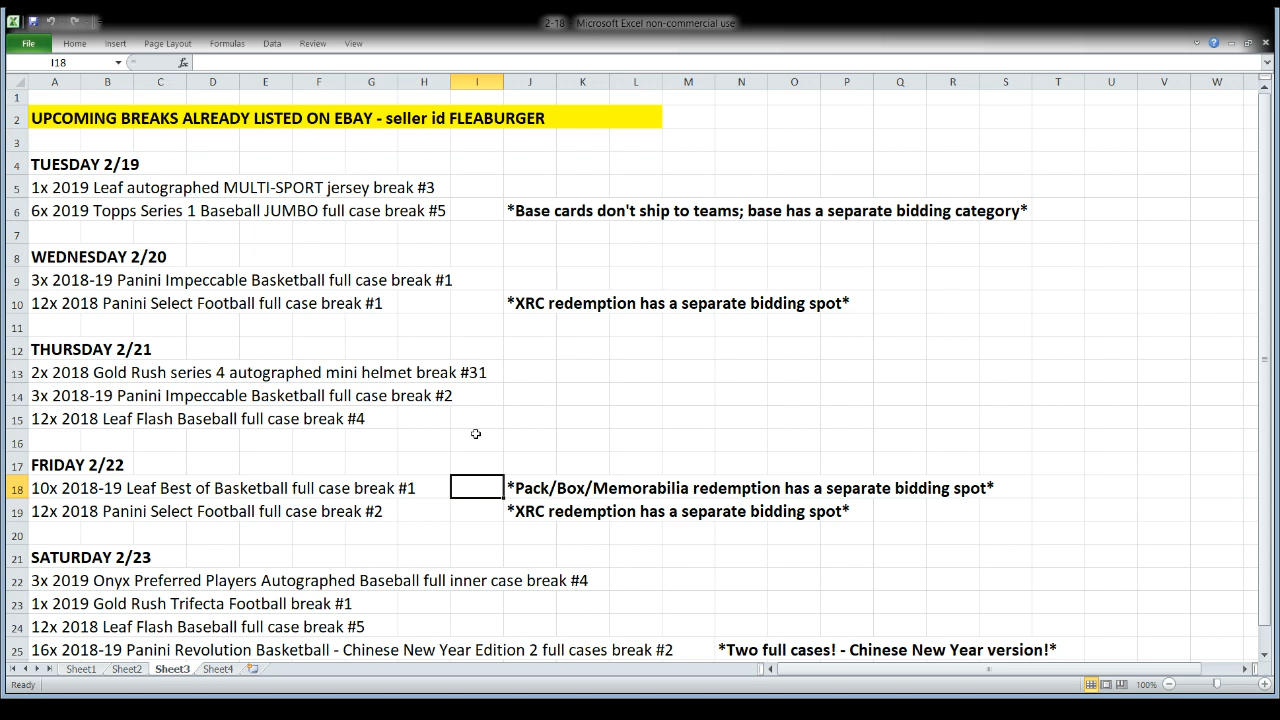 2-18 - Microsoft Excel non-commercial use
File Home Insert Page Layout Formulas Data Review View
I18 fx
A B C D E F G H I J K L M N O P Q R S T U V W
1
2 UPCOMING BREAKS ALREADY LISTED ON EBAY - seller id FLEABURGER
3
4 TUESDAY 2/19
5 1x 2019 Leaf autographed MULTI-SPORT jersey break #3
6 6x 2019 Topps Series 1 Baseball JUMBO full case break #5 *Base cards don't ship to teams; base has a separate bidding category*
7
8 WEDNESDAY 2/20
9 3x 2018-19 Panini Impeccable Basketball full case break #1
10 12x 2018 Panini Select Football full case break #1 *XRC redemption has a separate bidding spot*
11
12 THURSDAY 2/21
13 2x 2018 Gold Rush series 4 autographed mini helmet break #31
14 3x 2018-19 Panini Impeccable Basketball full case break #2
15 12x 2018 Leaf Flash Baseball full case break #4
16
17 FRIDAY 2/22
18 10x 2018-19 Leaf Best of Basketball full case break #1 *Pack/Box/Memorabilia redemption has a separate bidding spot*
19 12x 2018 Panini Select Football full case break #2 *XRC redemption has a separate bidding spot*
20
21 SATURDAY 2/23
22 3x 2019 Onyx Preferred Players Autographed Baseball full inner case break #4
23 1x 2019 Gold Rush Trifecta Football break #1
24 12x 2018 Leaf Flash Baseball full case break #5
25 16x 2018-19 Panini Revolution Basketball - Chinese New Year Edition 2 full cases break #2 *Two full cases! - Chinese New Year version!*
Sheet1 Sheet2 Sheet3 Sheet4
Ready 100%